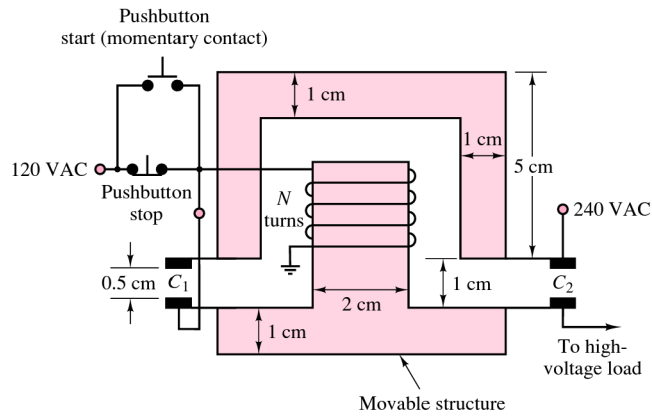 Pushbutton
start (momentary contact)
1 cm
1 cm
5 cm
120 VAC
Pushbutton
stop
N
turns
240 VAC
0.5 cm
C1
1 cm
C2
2 cm
1 cm
To high-
voltage load
Movable structure